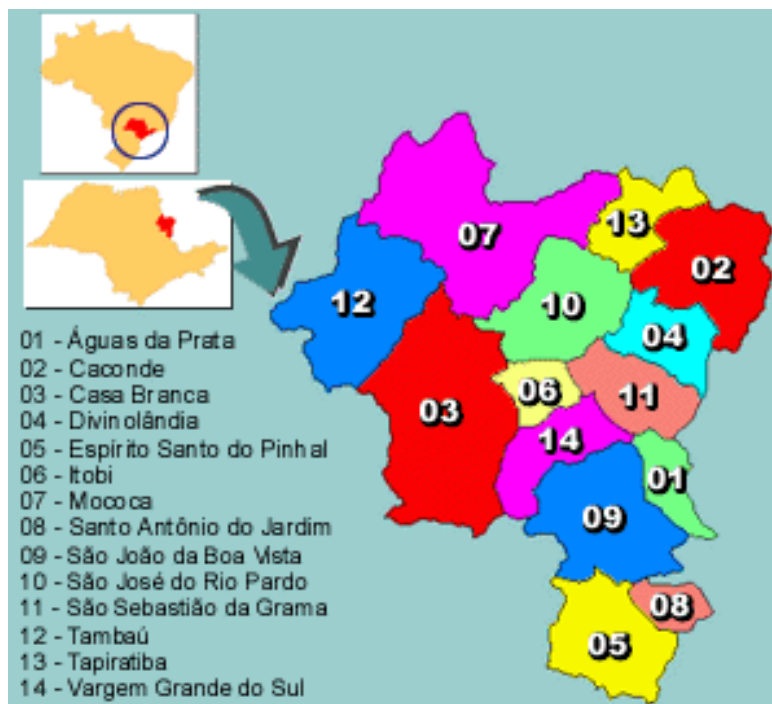 13
07
02
12
10
04
01 - Águas da Prata
02 - Caconde
03 - Casa Branca
04 - Divinolândia
05 - Espírito Santo do Pinhal
06 - Itobi
07 - Mococa
08 - Santo Antônio do Jardim
09 - São João da Boa Vista
10 - São José do Rio Pardo
11 - São Sebastião da Grama
12 - Tambaú
13 - Tapiratiba
14 - Vargem Grande do Sul
06
11
03
14
01
09
08
05